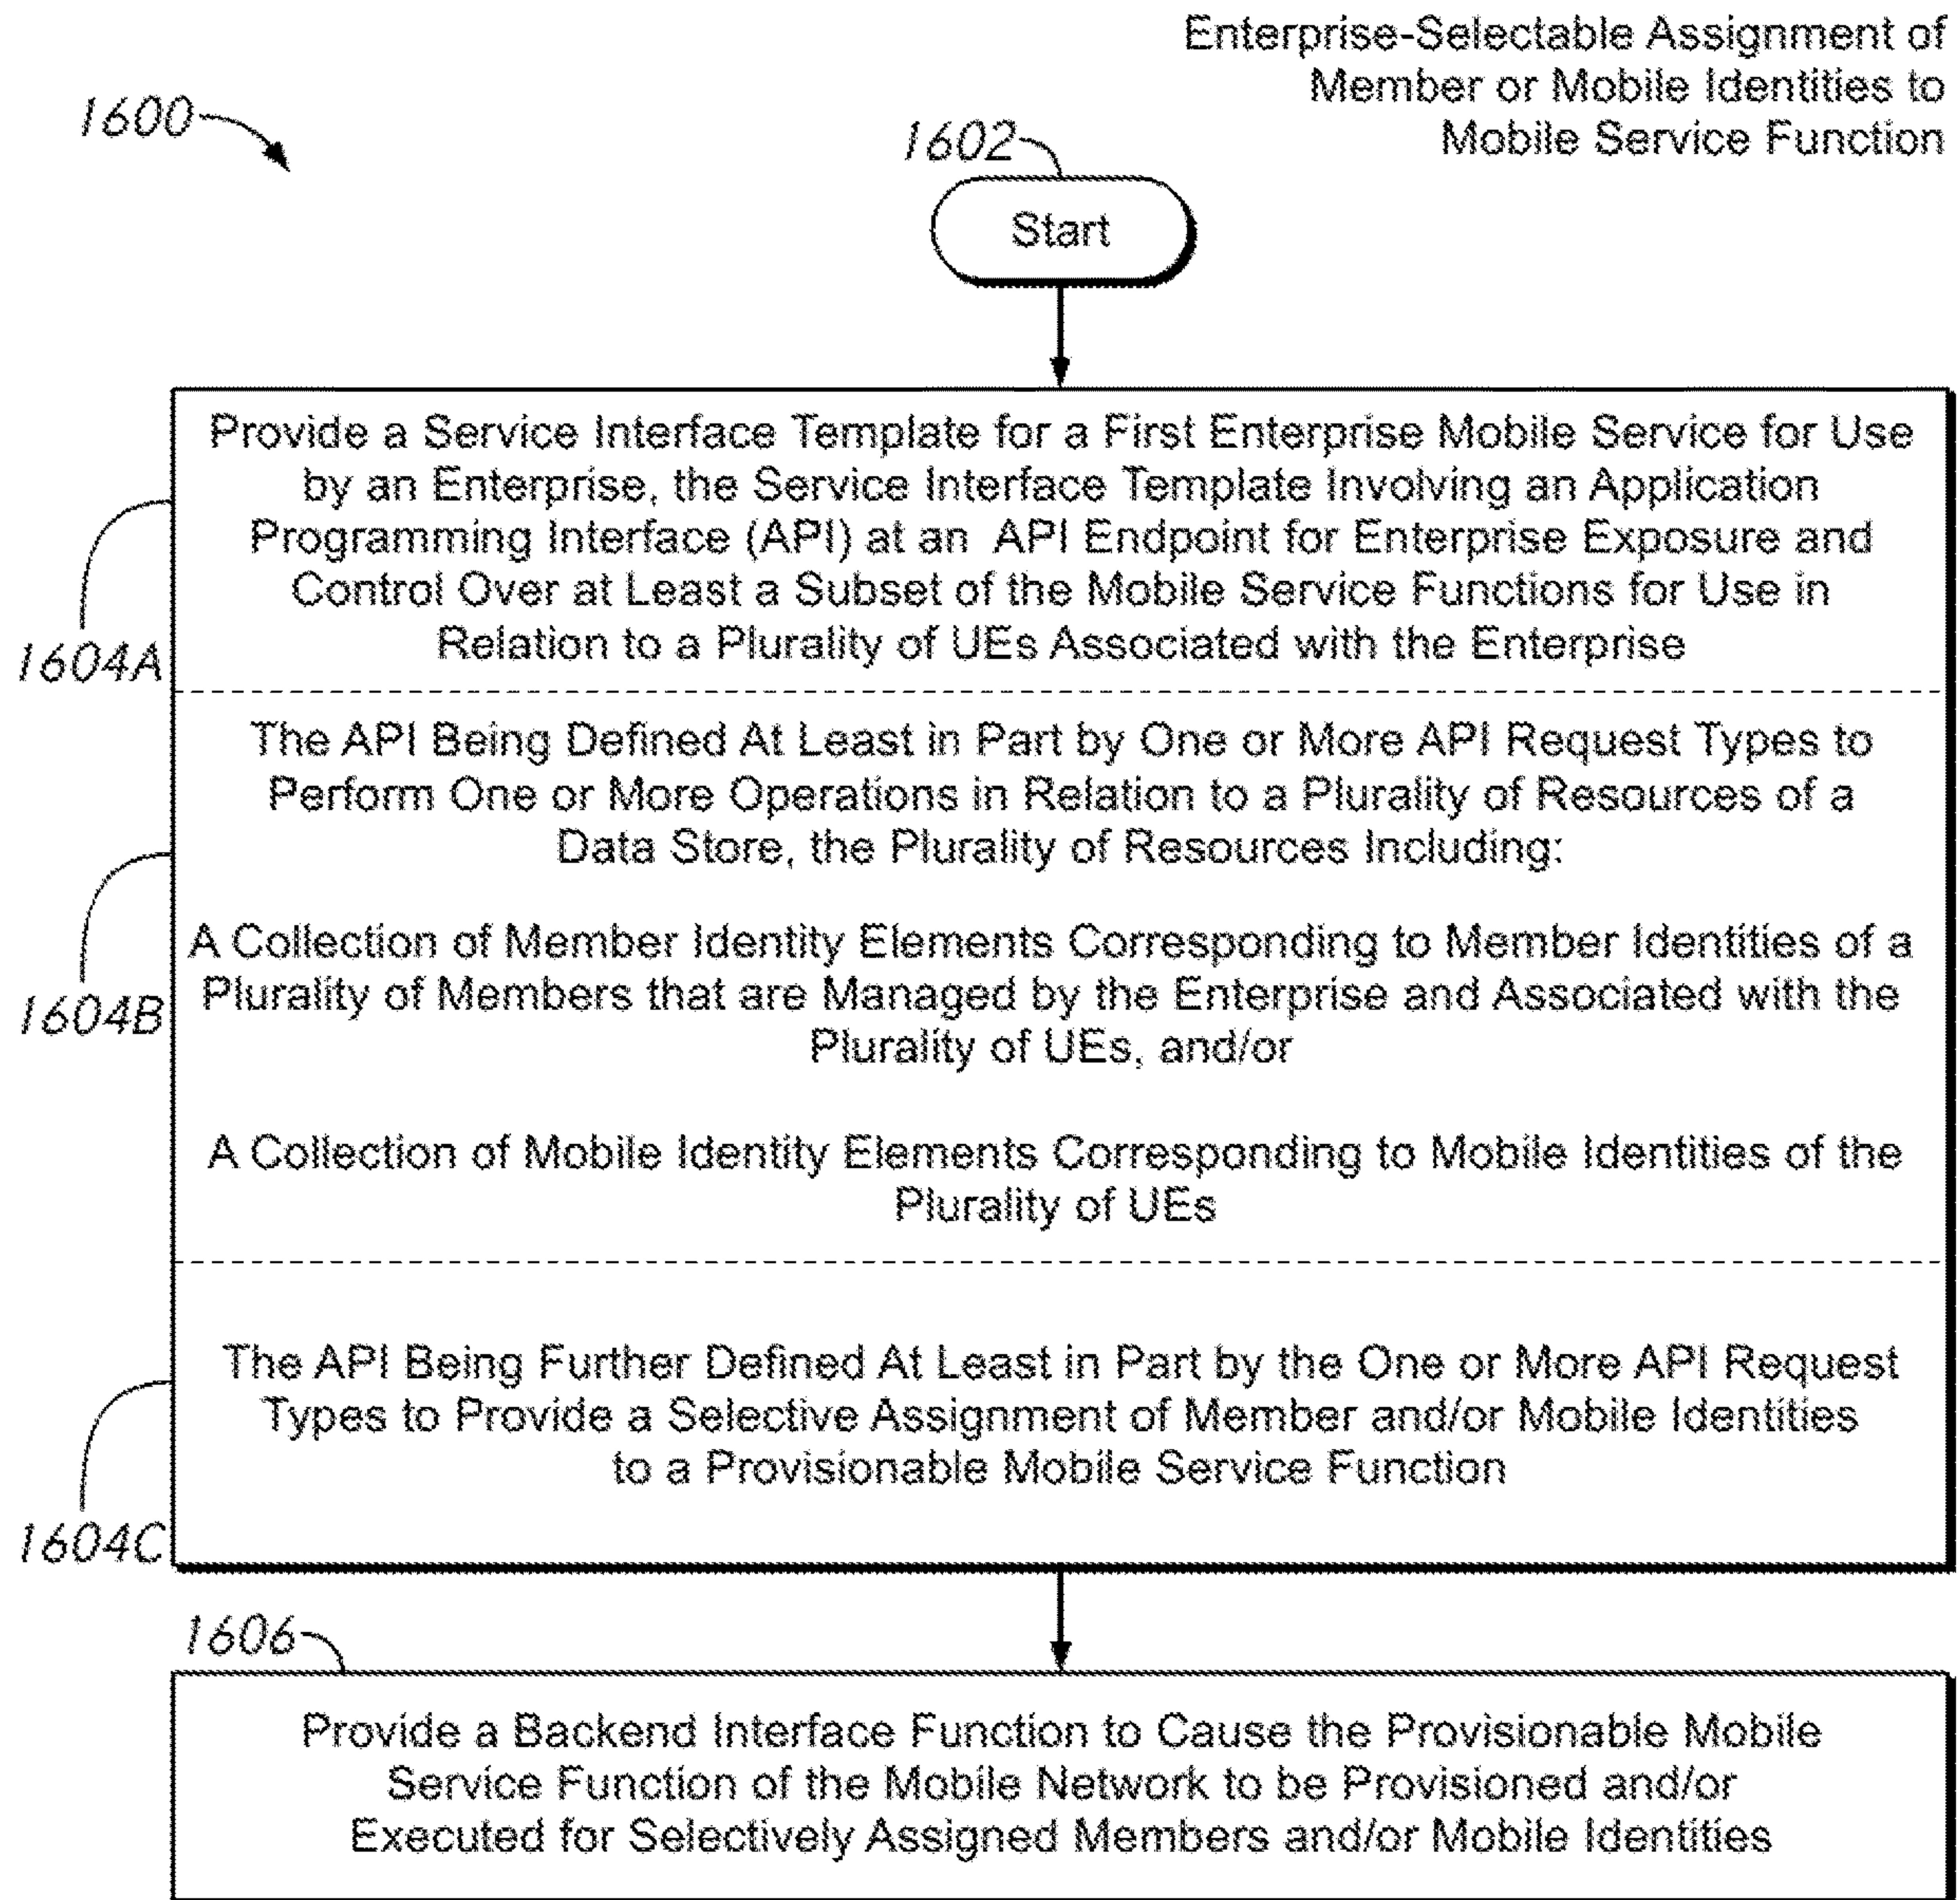 Enterprise-Selectable Assignment of
Member or Mobile Identities to
Mobile Service Function
1600
1602
Start
Provide a Service Interface Template for a First Enterprise Mobile Service for Use
by an Enterprise, the Service Interface Template Involving an Application
Programming Interface (API) at an API Endpoint for Enterprise Exposure and
Control Over at Least a Subset of the Mobile Service Functions for Use in
Relation to a Plurality of UEs Associated with the Enterprise
1604A
The API Being Defined At Least in Part by One or More API Request Types to
Perform One or More Operations in Relation to a Plurality of Resources of a
Data Store, the Plurality of Resources Including:
A Collection of Member Identity Elements Corresponding to Member Identities of a
Plurality of Members that are Managed by the Enterprise and Associated with the
Plurality of UEs, and/or
1604B
A Collection of Mobile Identity Elements Corresponding to Mobile Identities of the
Plurality of UEs
The API Being Further Defined At Least in Part by the One or More API Request
Types to Provide a Selective Assignment of Member and/or Mobile Identities
to a Provisionable Mobile Service Function
1604C
1606
Provide a Backend Interface Function to Cause the Provisionable Mobile
Service Function of the Mobile Network to be Provisioned and/or
Executed for Selectively Assigned Members and/or Mobile Identities